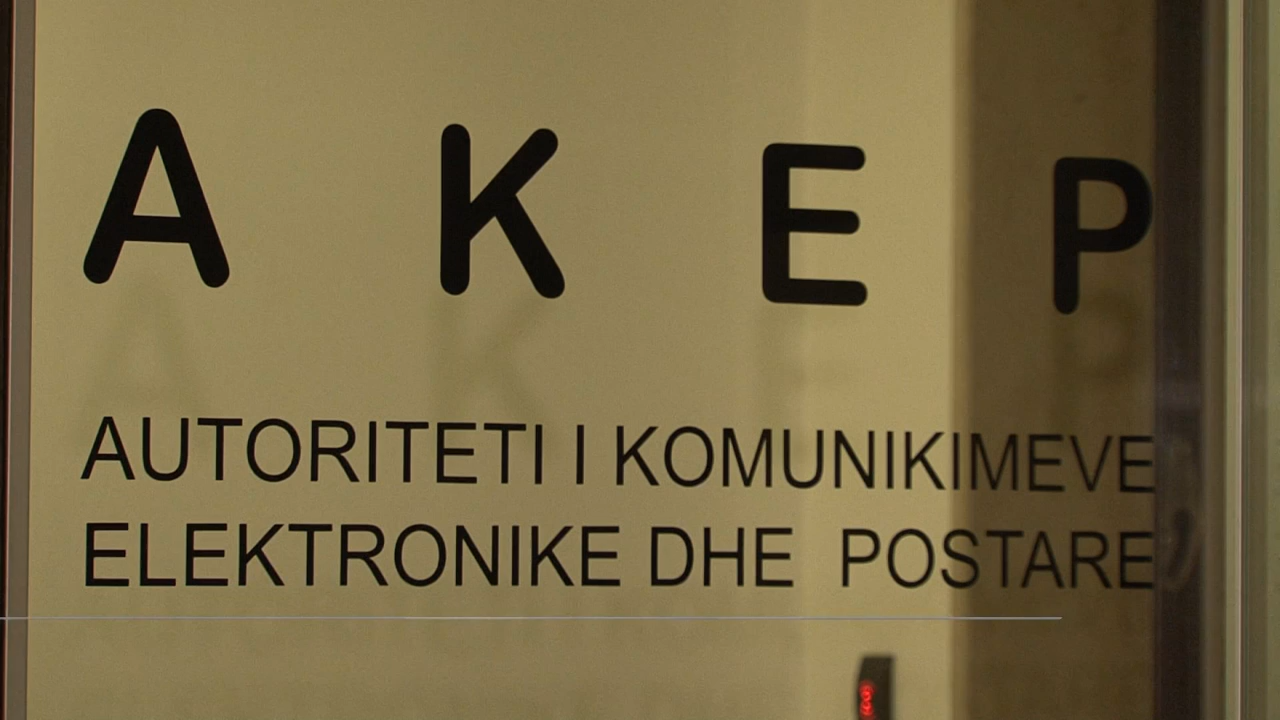 A K E P
AUTORITETI I KOMUNIKIMEVE
ELEKTRONIKE DHE POSTARE